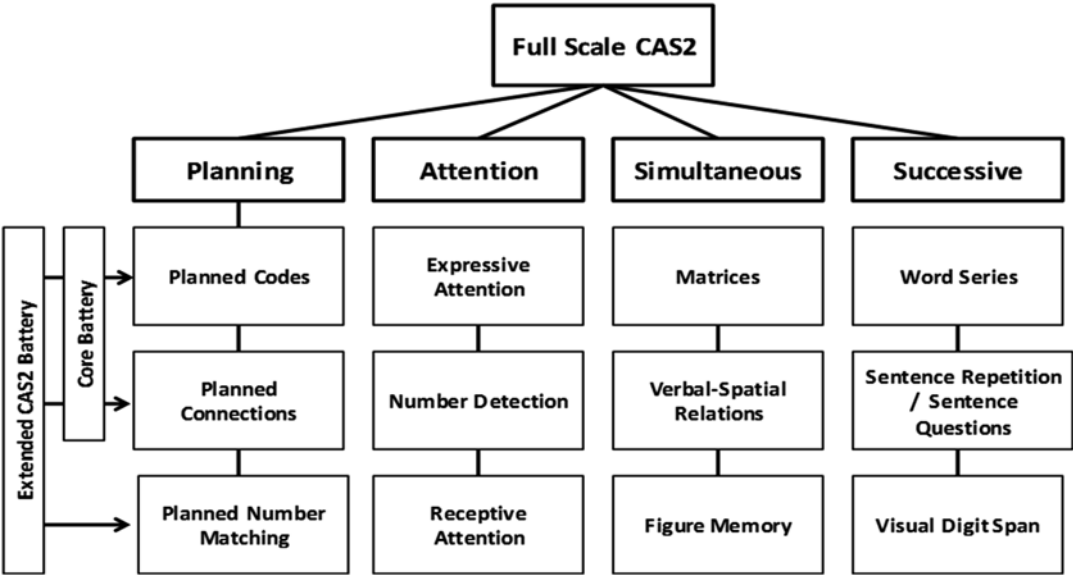 Full Scale CAS2
Planning
Attention
Simultaneous
Successive
Extended CAS2 Battery
Core Battery
Planned Codes
Expressive
Attention
Matrices
Word Series
Planned
Connections
Number Detection
Verbal-Spatial
Relations
Sentence Repetition
/ Sentence
Questions
Planned Number
Matching
Receptive
Attention
Figure Memory
Visual Digit Span